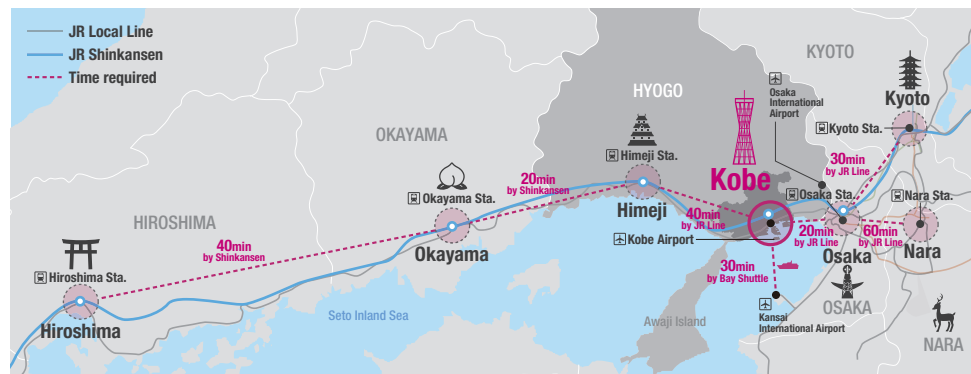 JR Local Line
JR Shinkansen
Time required
KYOTO
HYOGO
Osaka
International
Airport
Kyoto
Kyoto Sta.
OKAYAMA
Himeji Sta.
30min
by JR Line
20min
by Shinkansen
Kobe
Okayama Sta.
Osaka Sta.
Nara Sta.
HIROSHIMA
Himeji
40min
by JR Line
40min
by Shinkansen
Kobe Airport
20min
by JR Line
60min
by JR Line
Okayama
Osaka
Nara
Hiroshima Sta.
30min
by Bay Shuttle
OSAKA
Seto Inland Sea
Awaji Island
Kansai
International Airport
Hiroshima
NARA